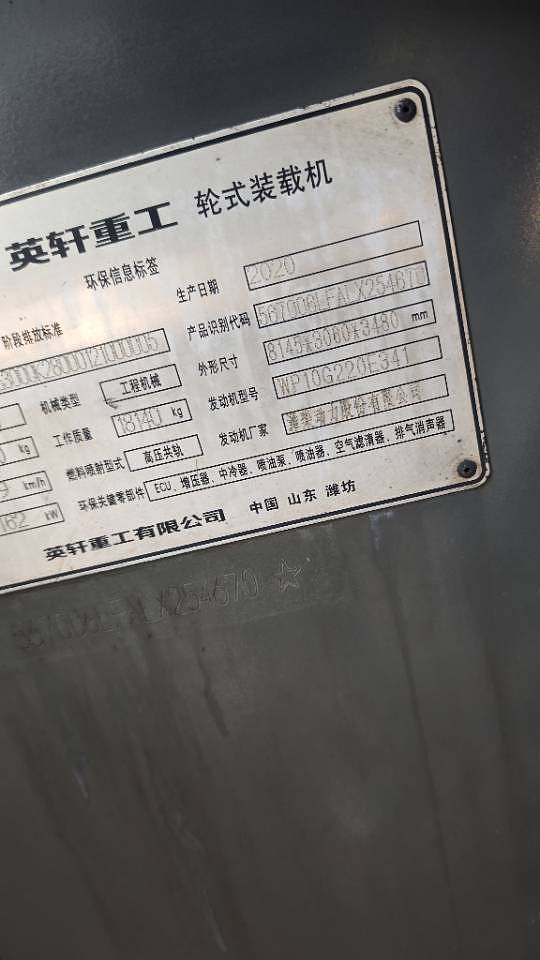 英轩重工 轮式装载机
环保信息标签
生产日期 2020
阶段排放标准
产品识别代码
外形尺寸 8145*3060*3480 mm
机械类型 工程机械
发动机型号 WP10G220E341
kg 工作质量 18140 kg
发动机厂家 潍柴动力股份有限公司
km/h 燃料喷射型式 高压共轨
162 kW 环保关键零部件 ECU、增压器、中冷器、喷油泵、喷油器、空气滤清器、排气消声器
英轩重工有限公司 中国 山东 潍坊